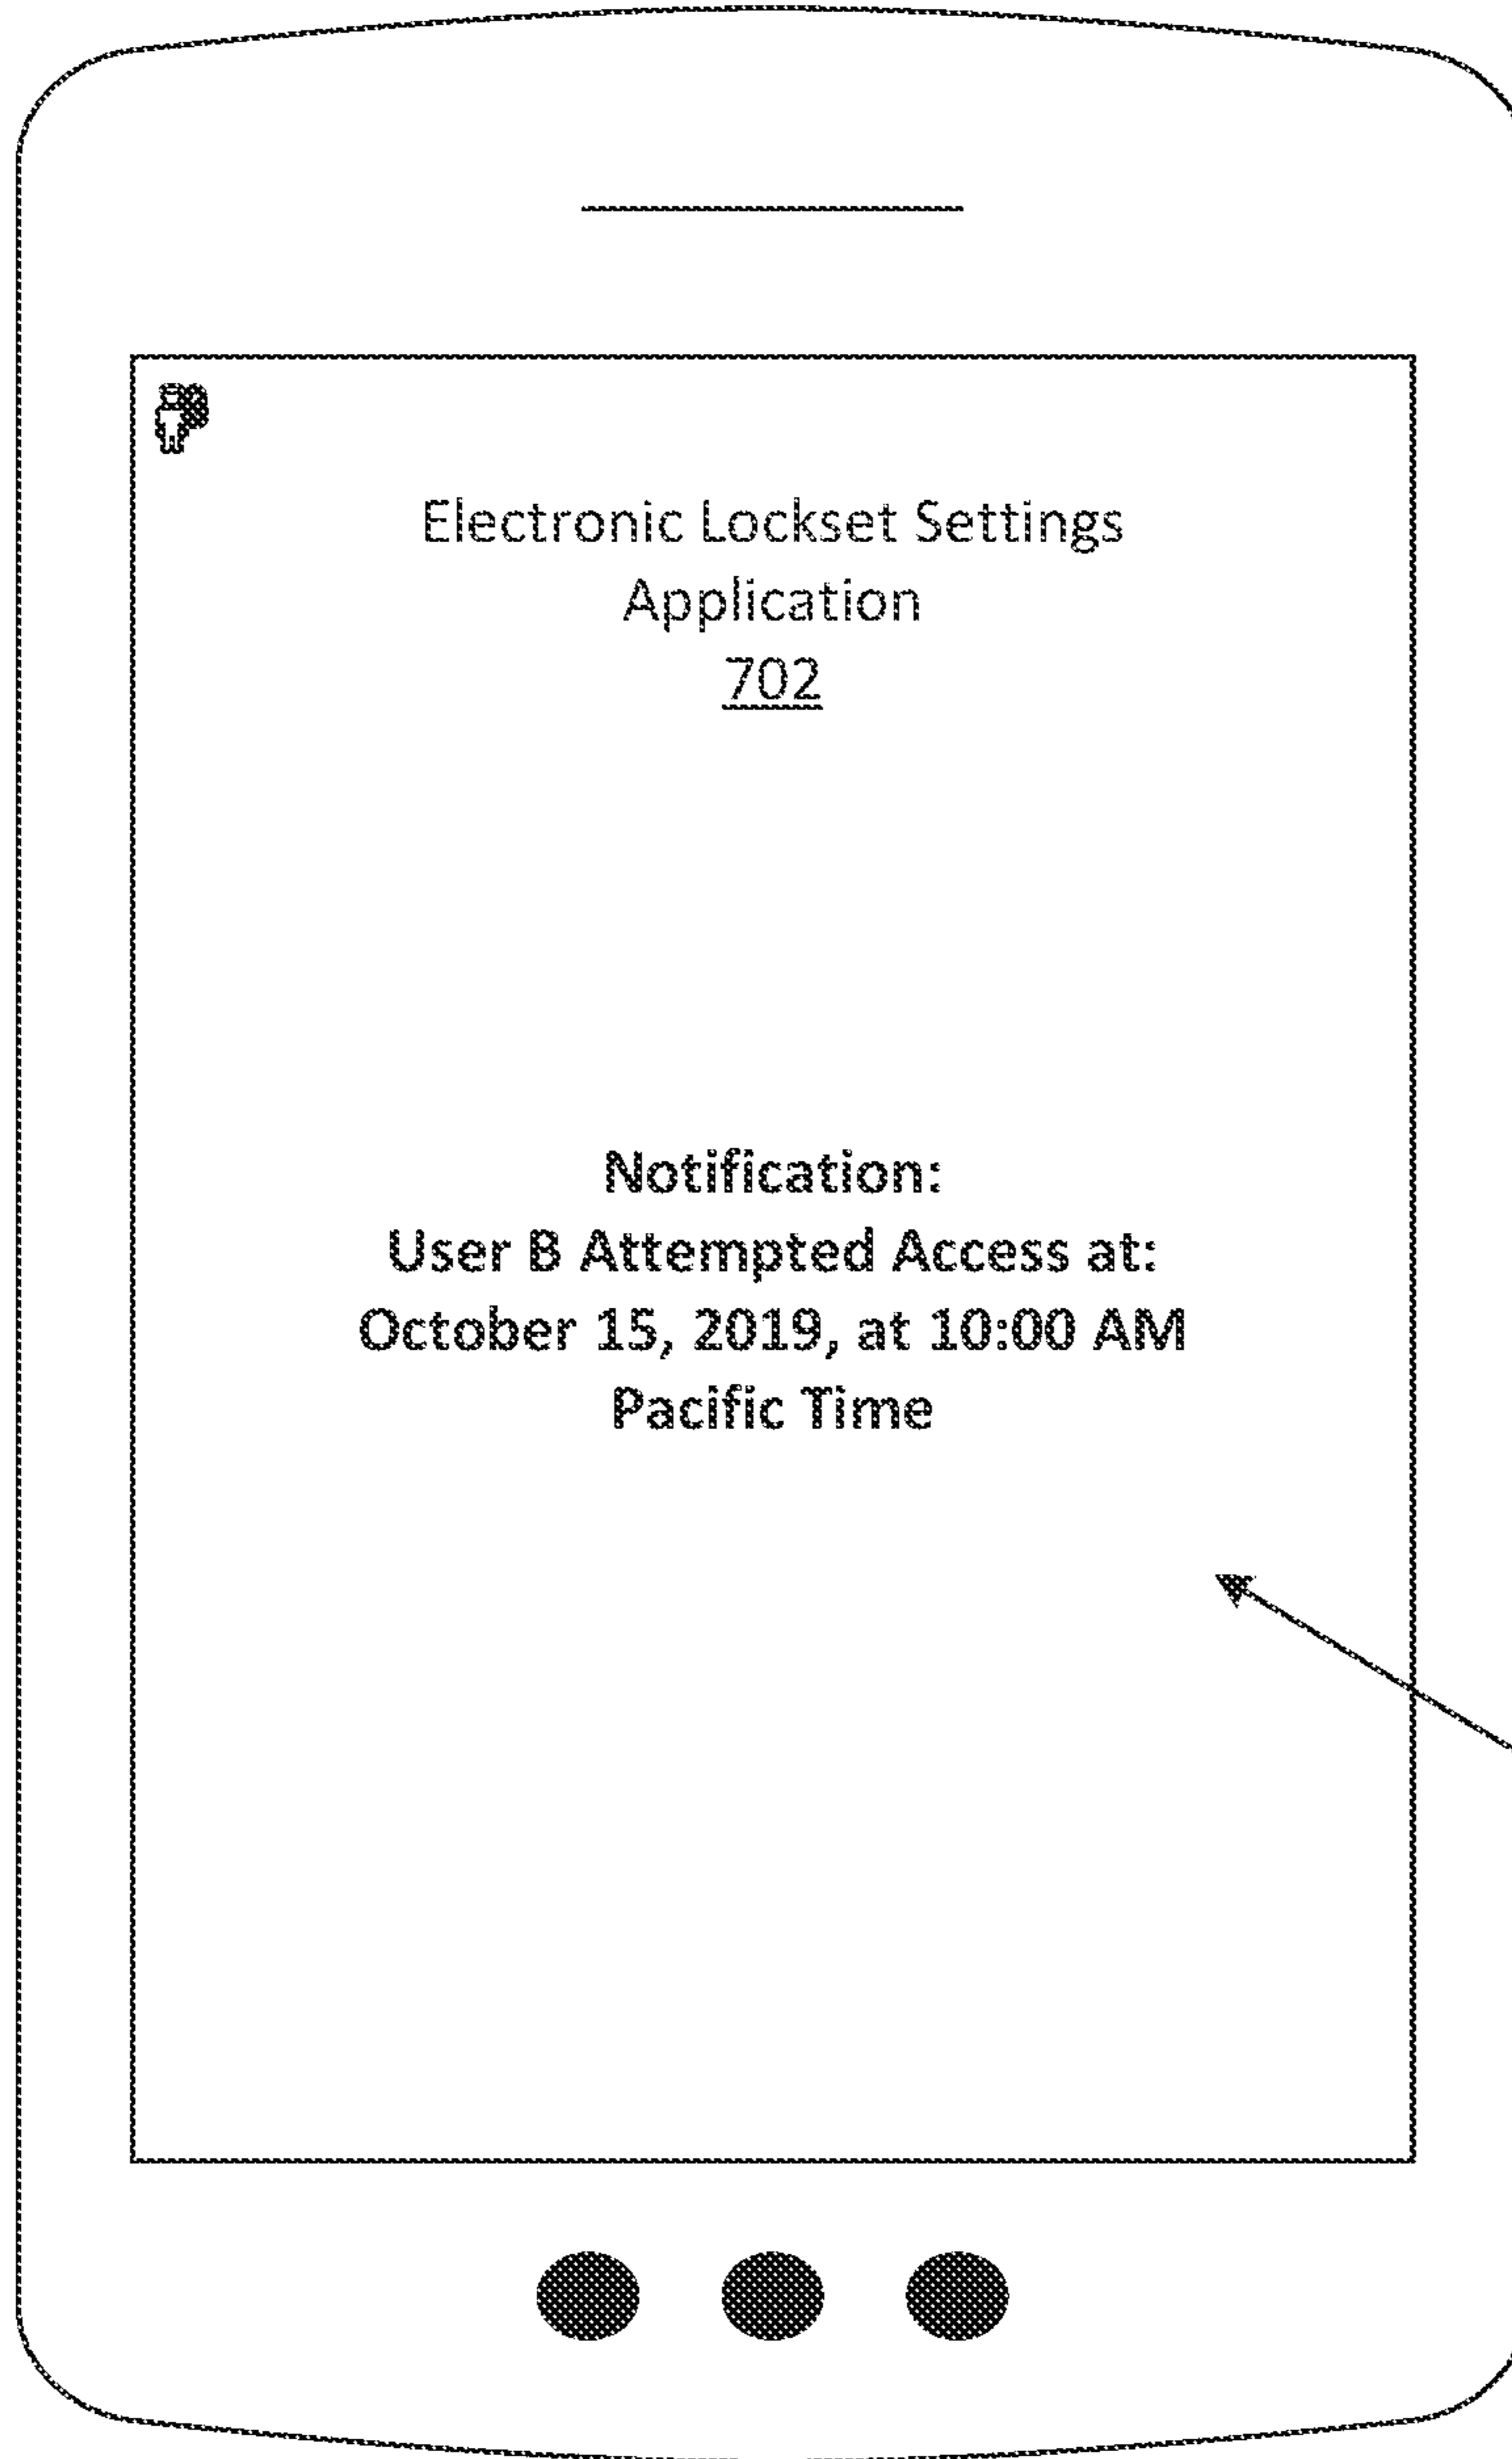 Electronic Lockset Settings
Application
702
Notification:
User B Attempted Access at:
October 15, 2019, at 10:00 AM
Pacific Time